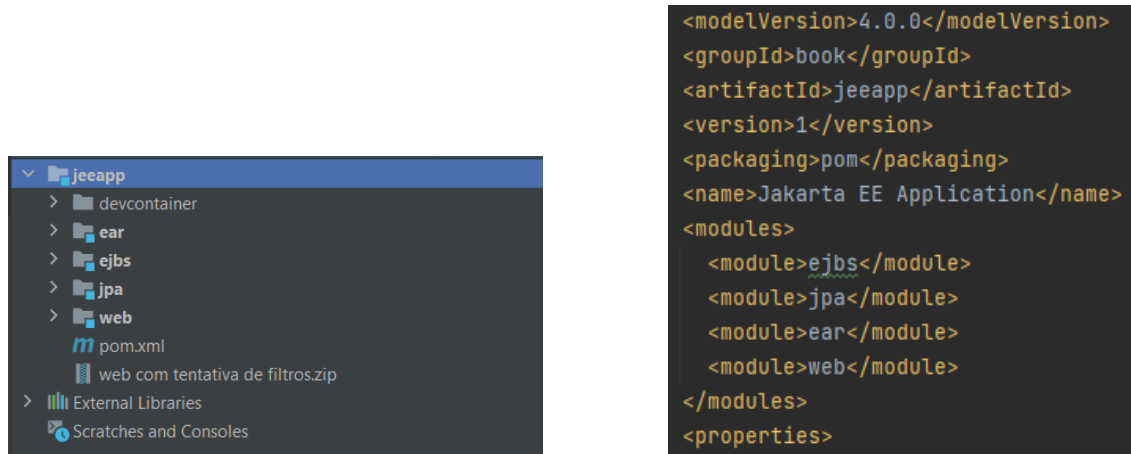 jeeapp
devcontainer
ear
ejbs
jpa
web
pom.xml
web com tentativa de filtros.zip
External Libraries
Scratches and Consoles
<modelVersion>4.0.0</modelVersion>
<groupId>book</groupId>
<artifactId>jeeapp</artifactId>
<version>1</version>
<packaging>pom</packaging>
<name>Jakarta EE Application</name>
<modules>
<module>ejbs</module>
<module>jpa</module>
<module>ear</module>
<module>web</module>
</modules>
<properties>